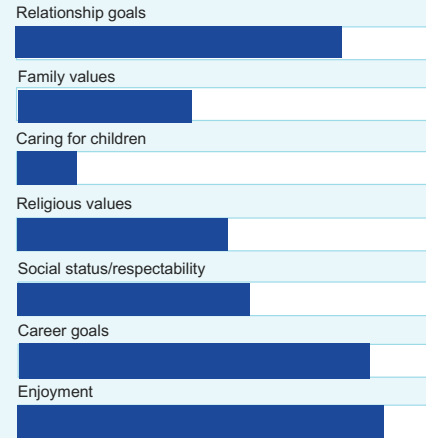 Relationship goals
Family values
Caring for children
Religious values
Social status/respectability
Career goals
Enjoyment